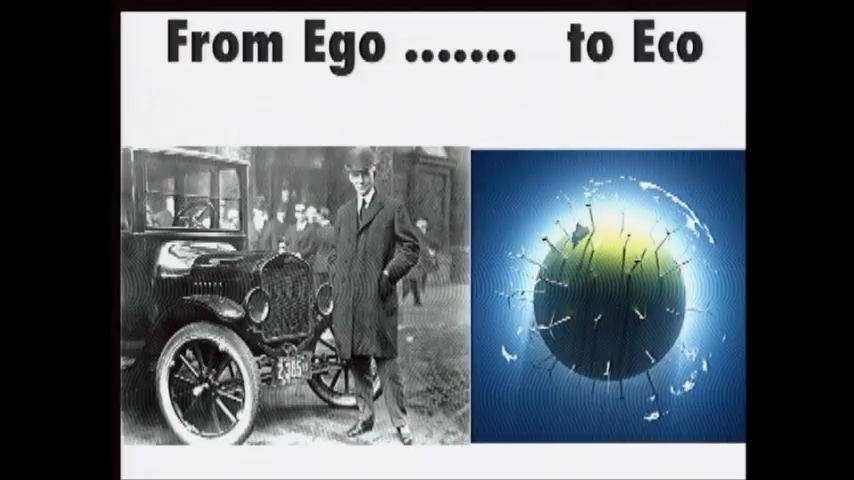 From Ego ....... to Eco